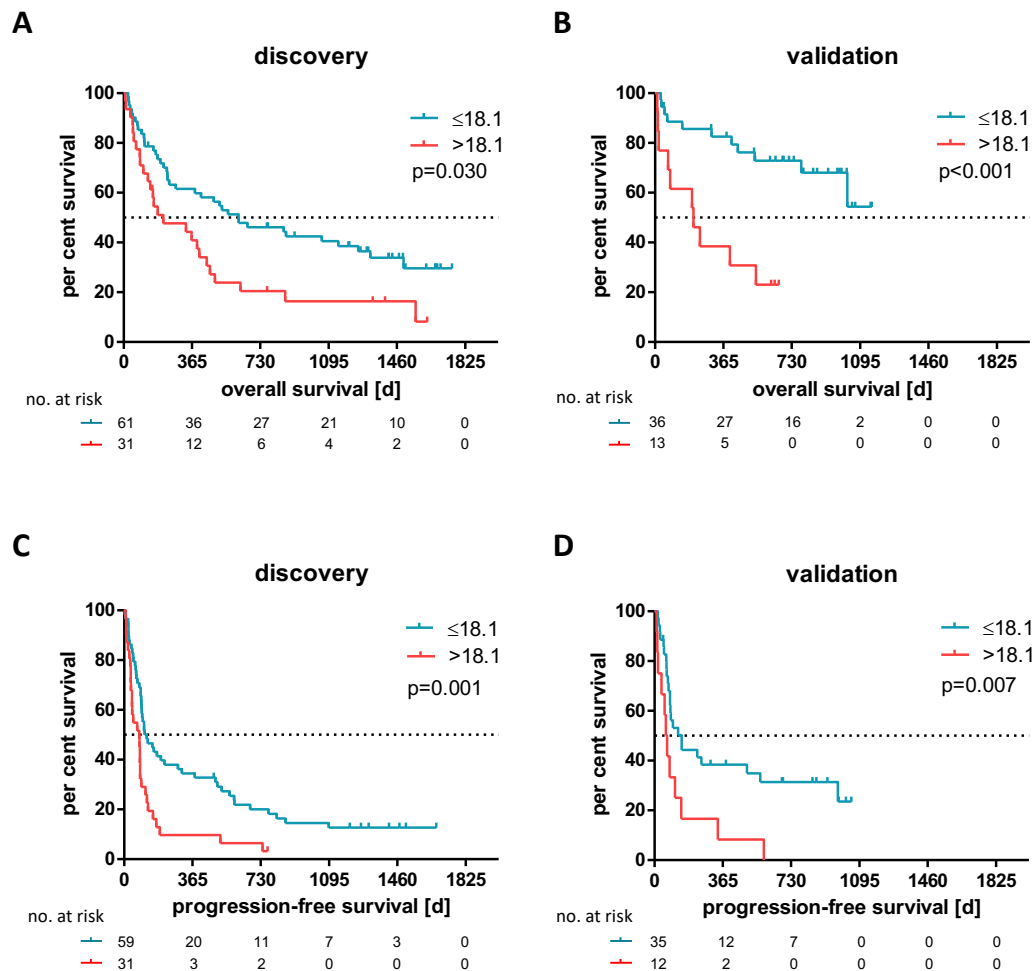 A
discovery
100
80
60
40
20
0
per cent survival
≤18.1
>18.1
p=0.030
0 365 730 1095 1460 1825
overall survival [d]
no. at risk
61 36 27 21 10 0
31 12 6 4 2 0
B
validation
100
80
60
40
20
0
per cent survival
≤18.1
>18.1
p<0.001
0 365 730 1095 1460 1825
overall survival [d]
no. at risk
36 27 16 2 0 0
13 5 0 0 0 0
C
discovery
100
80
60
40
20
0
per cent survival
≤18.1
>18.1
p=0.001
0 365 730 1095 1460 1825
progression-free survival [d]
no. at risk
59 20 11 7 3 0
31 3 2 0 0 0
D
validation
100
80
60
40
20
0
per cent survival
≤18.1
>18.1
p=0.007
0 365 730 1095 1460 1825
progression-free survival [d]
no. at risk
35 12 7 0 0 0
12 2 0 0 0 0